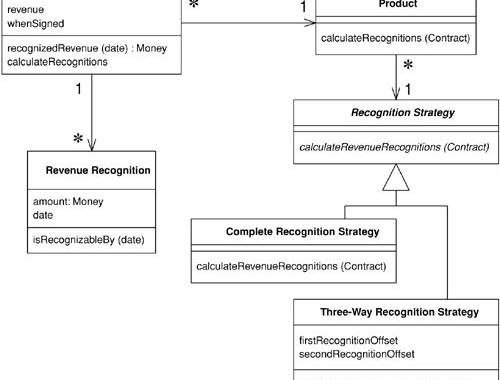 revenue
whenSigned
recognizedRevenue (date) : Money
calculateRecognitions
*
1
Product
calculateRecognitions (Contract)
*
1
1
*
Recognition Strategy
calculateRevenueRecognitions (Contract)
Revenue Recognition
amount: Money
date
isRecognizableBy (date)
Complete Recognition Strategy
calculateRevenueRecognitions (Contract)
Three-Way Recognition Strategy
firstRecognitionOffset
secondRecognitionOffset